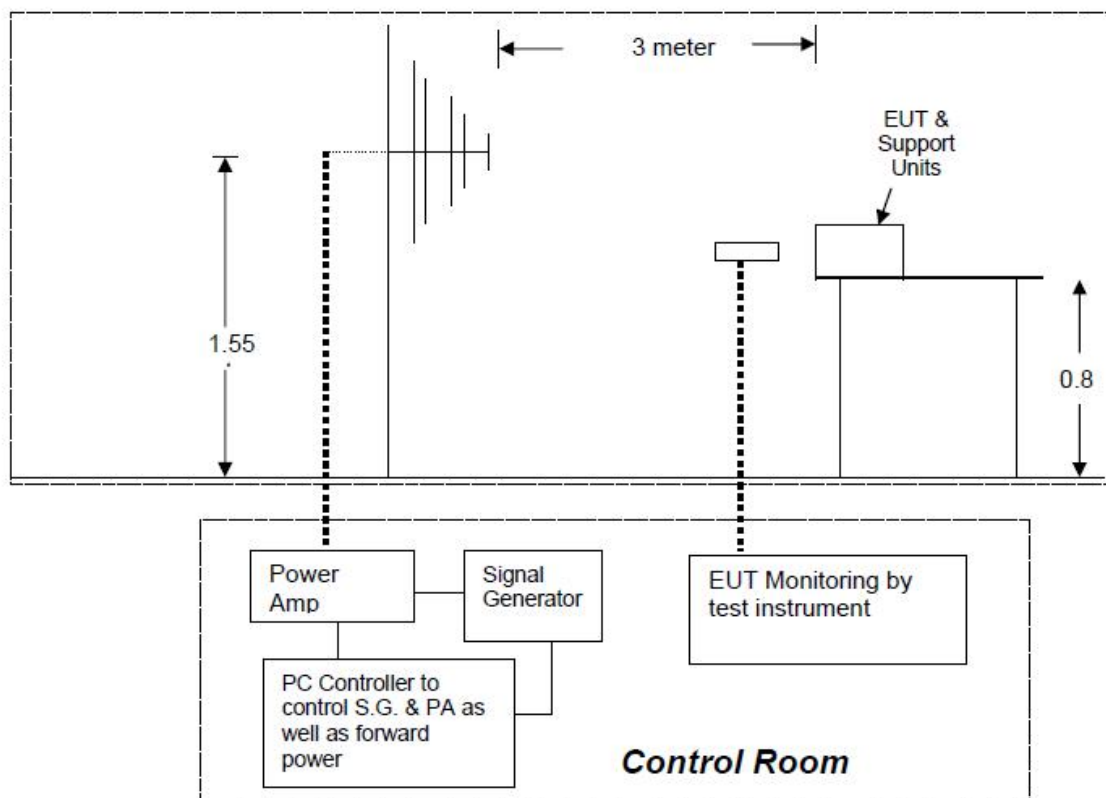 3 meter
EUT &
Support
Units
1.55
0.8
Power
Amp
Signal
Generator
EUT Monitoring by
test instrument
PC Controller to
control S.G. & PA as
well as forward
power
Control Room